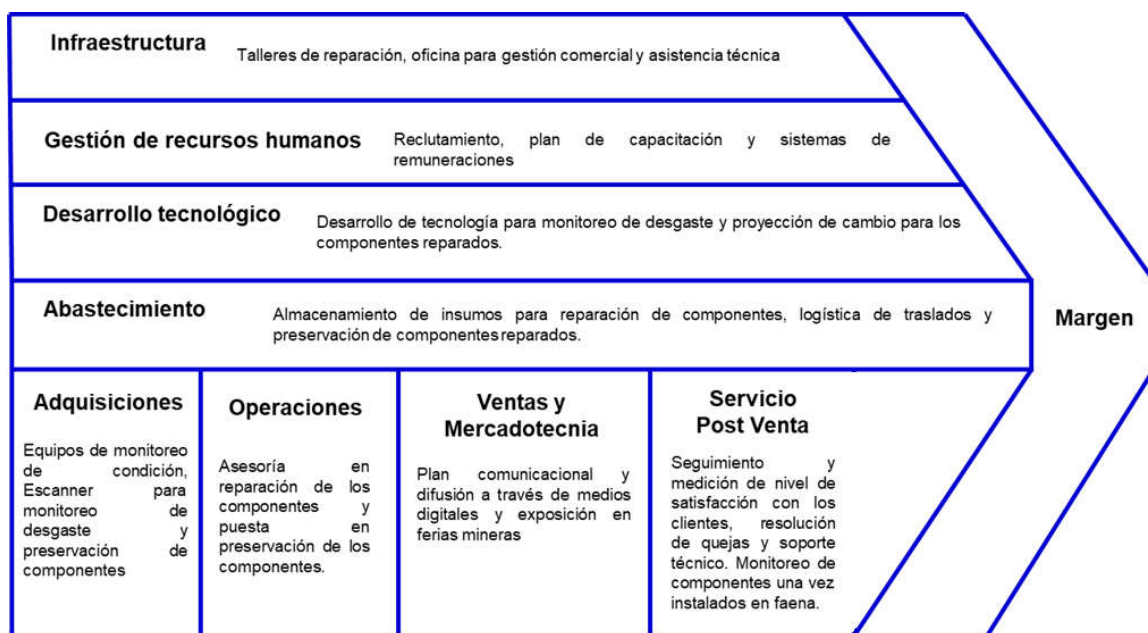 Infraestructura
Talleres de reparación, oficina para gestión comercial y asistencia técnica
Gestión de recursos humanos
Reclutamiento, plan de capacitación y sistemas de
remuneraciones
Desarrollo tecnológico
Desarrollo de tecnología para monitoreo de desgaste y proyección de cambio para los
componentes reparados.
Abastecimiento
Almacenamiento de insumos para reparación de componentes, logística de traslados y
preservación de componentes reparados.
Margen
Adquisiciones
Equipos de monitoreo
de condición,
Escanner para
monitoreo de
desgaste y
preservación de
componentes
Operaciones
Asesoría en
reparación de los
componentes y
puesta en
preservación de los
componentes.
Ventas y
Mercadotecnia
Plan comunicacional y
difusión a través de medios
digitales y exposición en
ferias mineras
Servicio
Post Venta
Seguimiento y
medición de nivel de
satisfacción con los
clientes, resolución
de quejas y soporte
técnico. Monitoreo de
componentes una vez
instalados en faena.